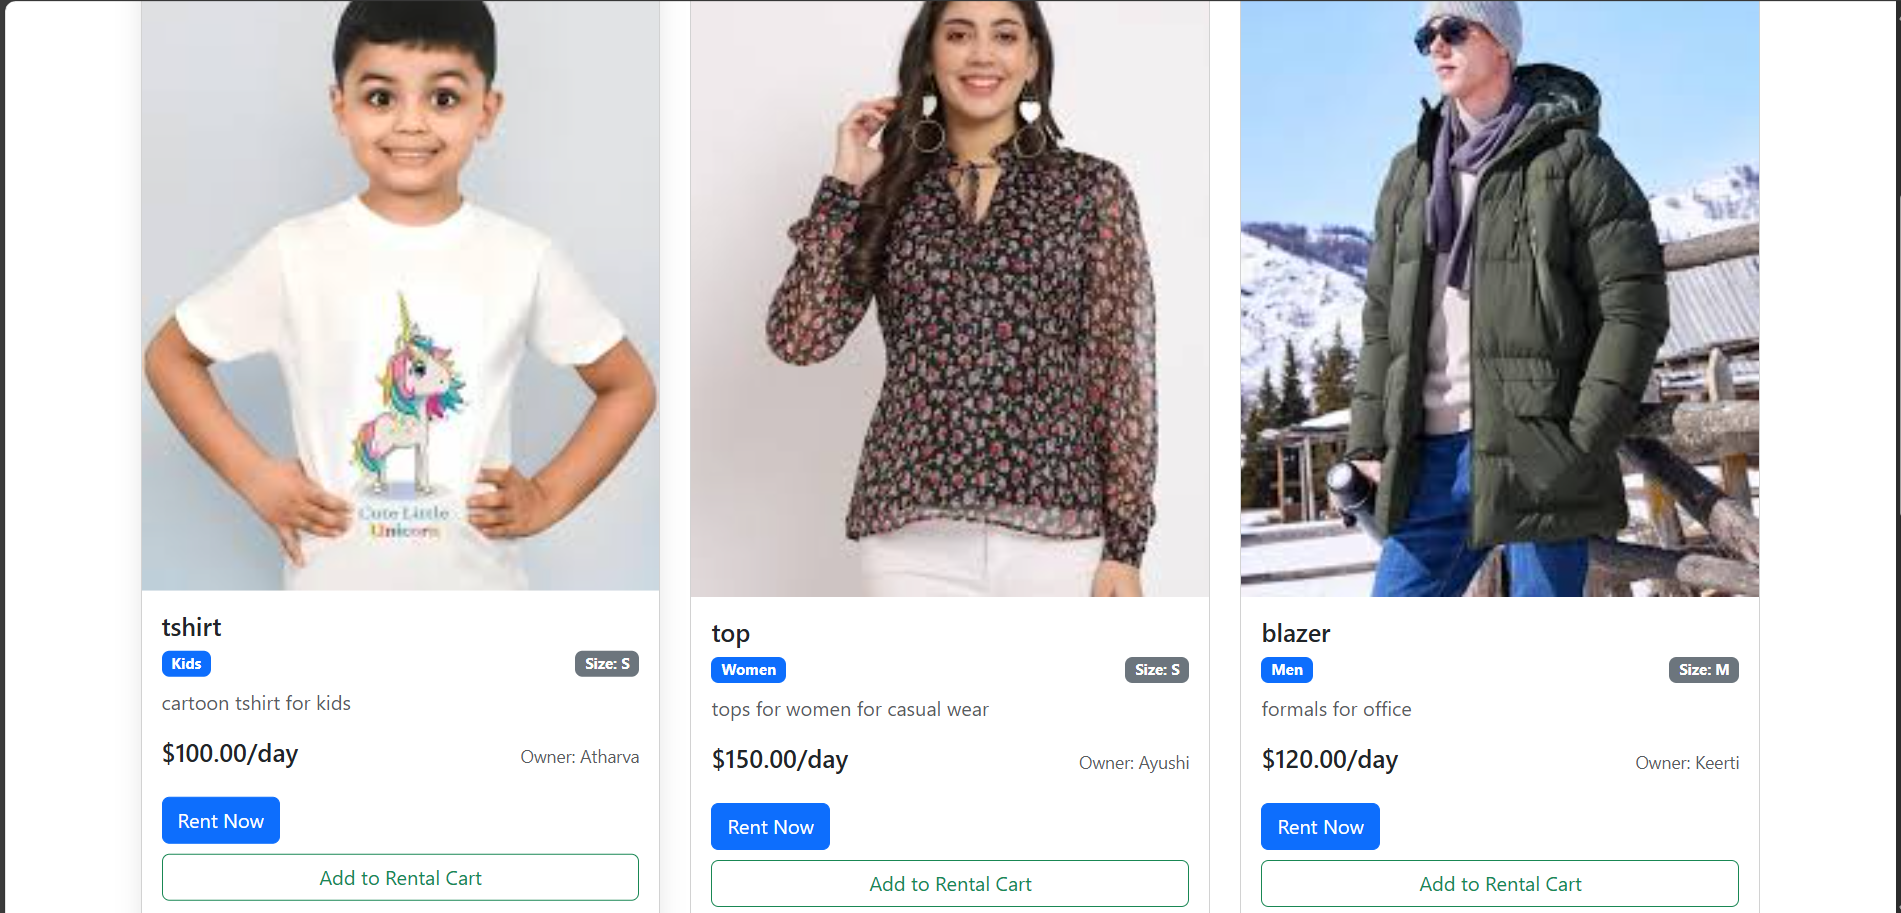 Cute Little
Unicorn
tshirt
Kids
Size: S
cartoon tshirt for kids
$100.00/day
Owner: Atharva
Rent Now
Add to Rental Cart
top
Women
Size: S
tops for women for casual wear
$150.00/day
Owner: Ayushi
Rent Now
Add to Rental Cart
blazer
Men
Size: M
formals for office
$120.00/day
Owner: Keerti
Rent Now
Add to Rental Cart